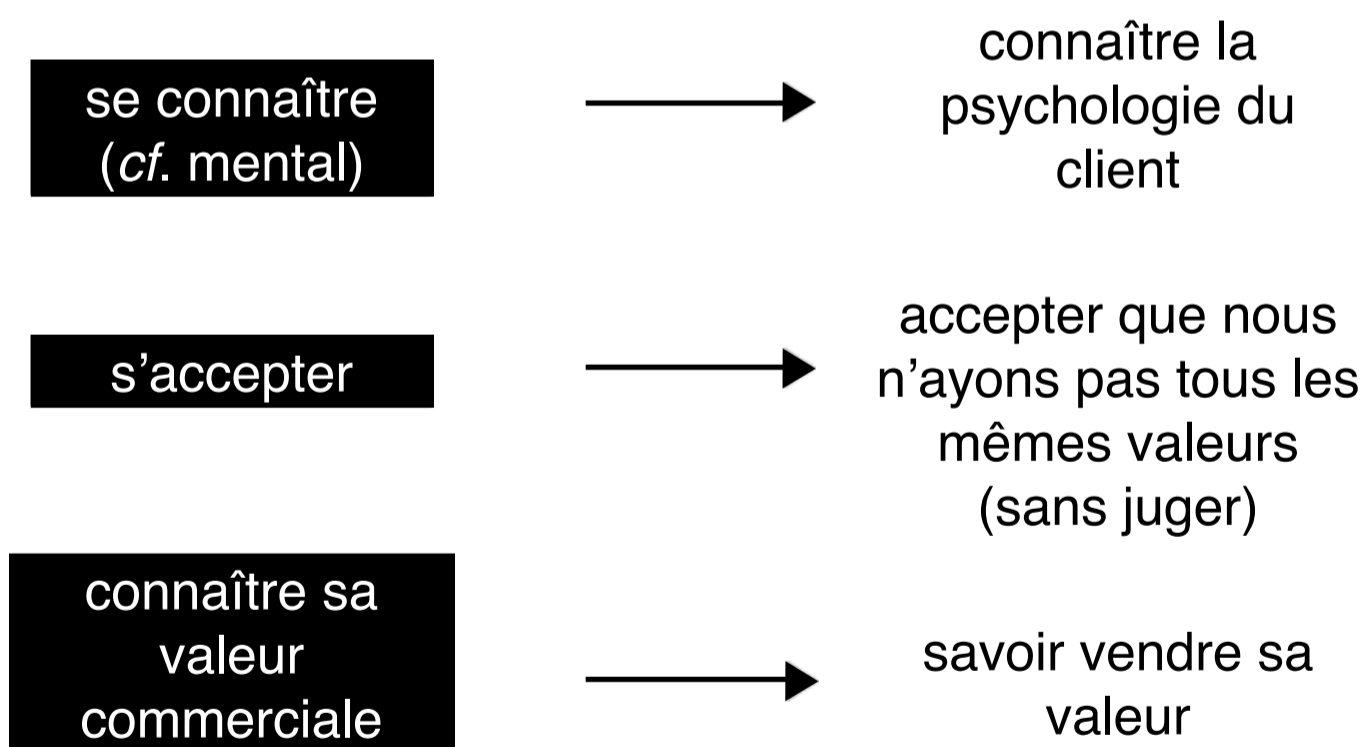 se connaître
(cf. mental)
connaître la
psychologie du
client
s’accepter
accepter que nous
n’ayons pas tous les
mêmes valeurs
(sans juger)
connaître sa
valeur
commerciale
savoir vendre sa
valeur